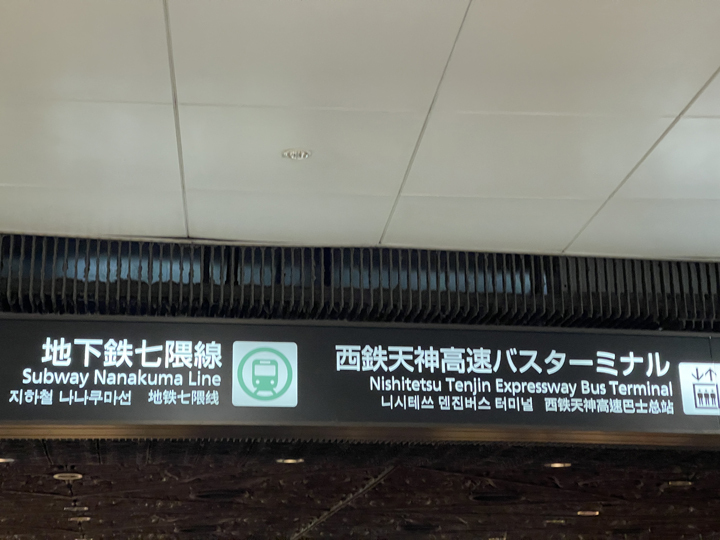 地下鉄七隈線
Subway Nanakuma Line
지하철 나나쿠마선 地铁七隈线
西鉄天神高速バスターミナル
Nishitetsu Tenjin Expressway Bus Terminal
니시테쓰 덴진버스 터미널 西铁天神高速巴士总站